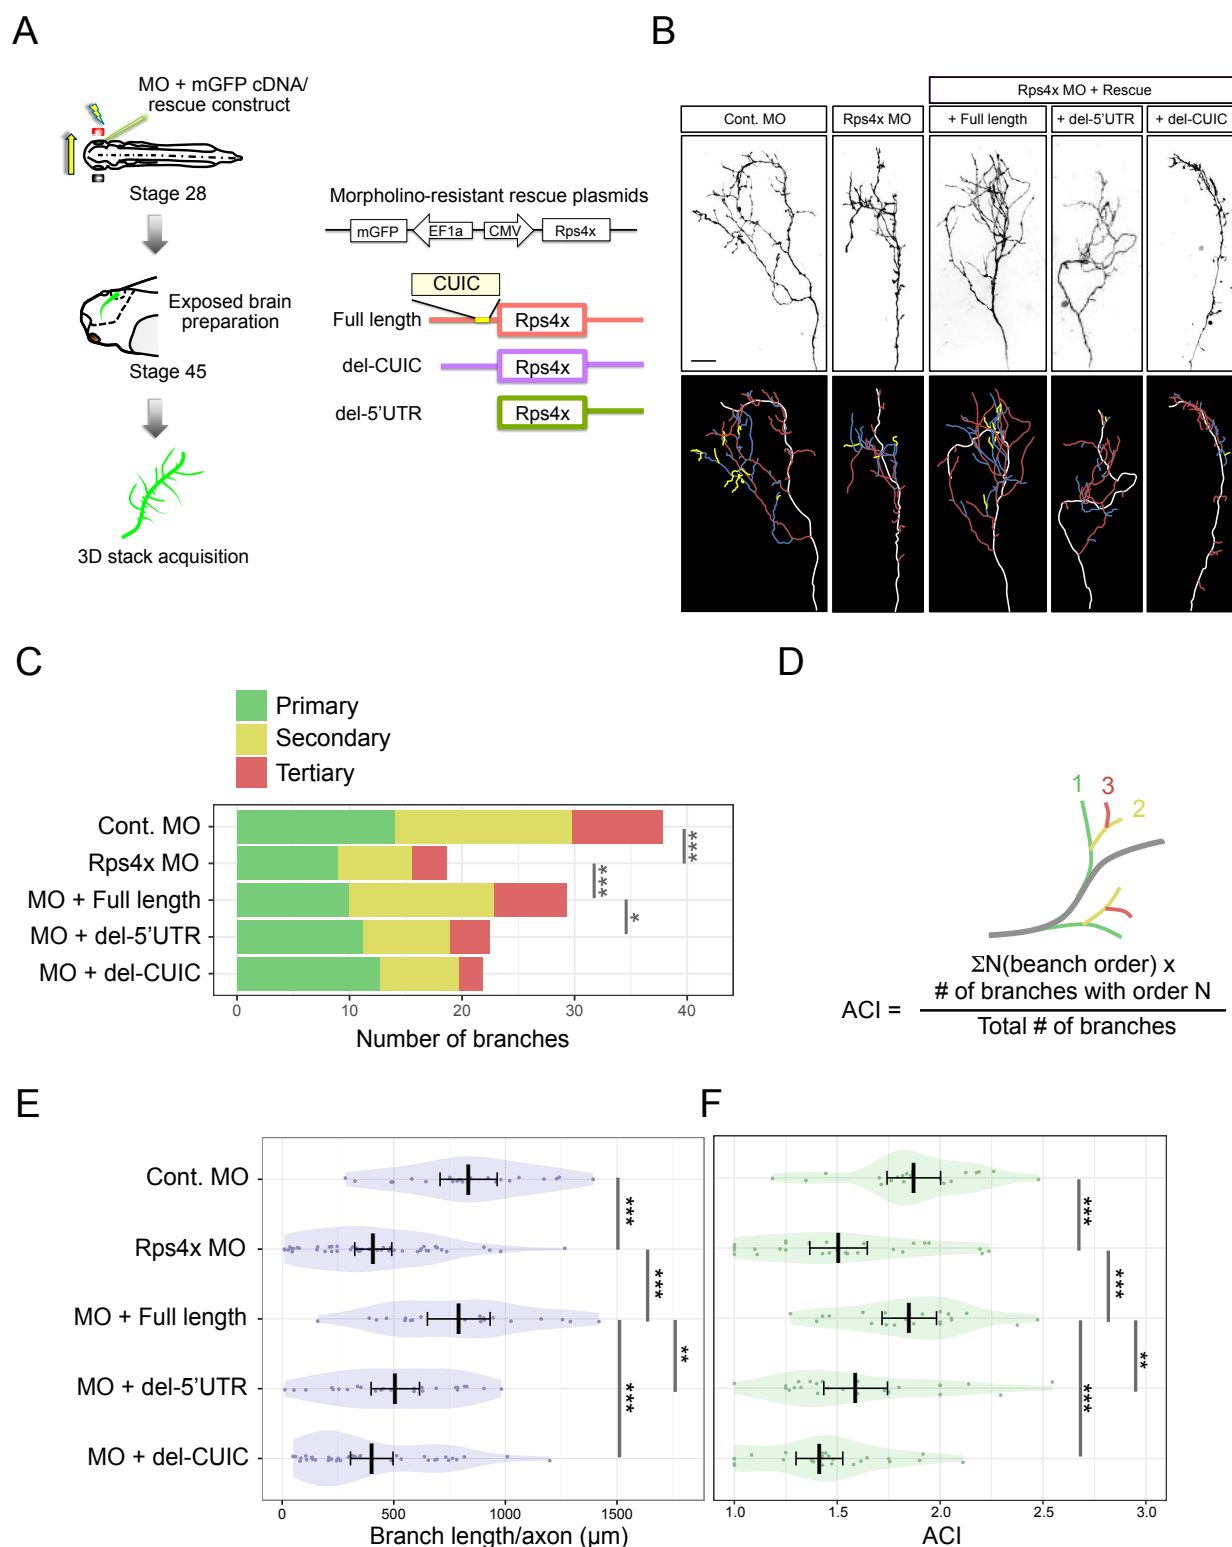 A
MO + mGFP cDNA/
rescue construct
Stage 28
Exposed brain
preparation
Stage 45
3D stack acquisition
Morpholino-resistant rescue plasmids
mGFP EF1a CMV Rps4x
CUIC
Full length Rps4x
del-CUIC Rps4x
del-5'UTR Rps4x
B
Rps4x MO + Rescue
Cont. MO Rps4x MO + Full length + del-5'UTR + del-CUIC
C
Primary
Secondary
Tertiary
Cont. MO
Rps4x MO
MO + Full length
MO + del-5'UTR
MO + del-CUIC
***
***
*
0 10 20 30 40
Number of branches
D
1 3 2
ΣN(beanch order) x
# of branches with order N
ACI =
Total # of branches
E
Cont. MO
Rps4x MO
MO + Full length
MO + del-5'UTR
MO + del-CUIC
***
***
**
***
0 500 1000 1500
Branch length/axon (µm)
F
***
***
**
***
1.0 1.5 2.0 2.5 3.0
ACI